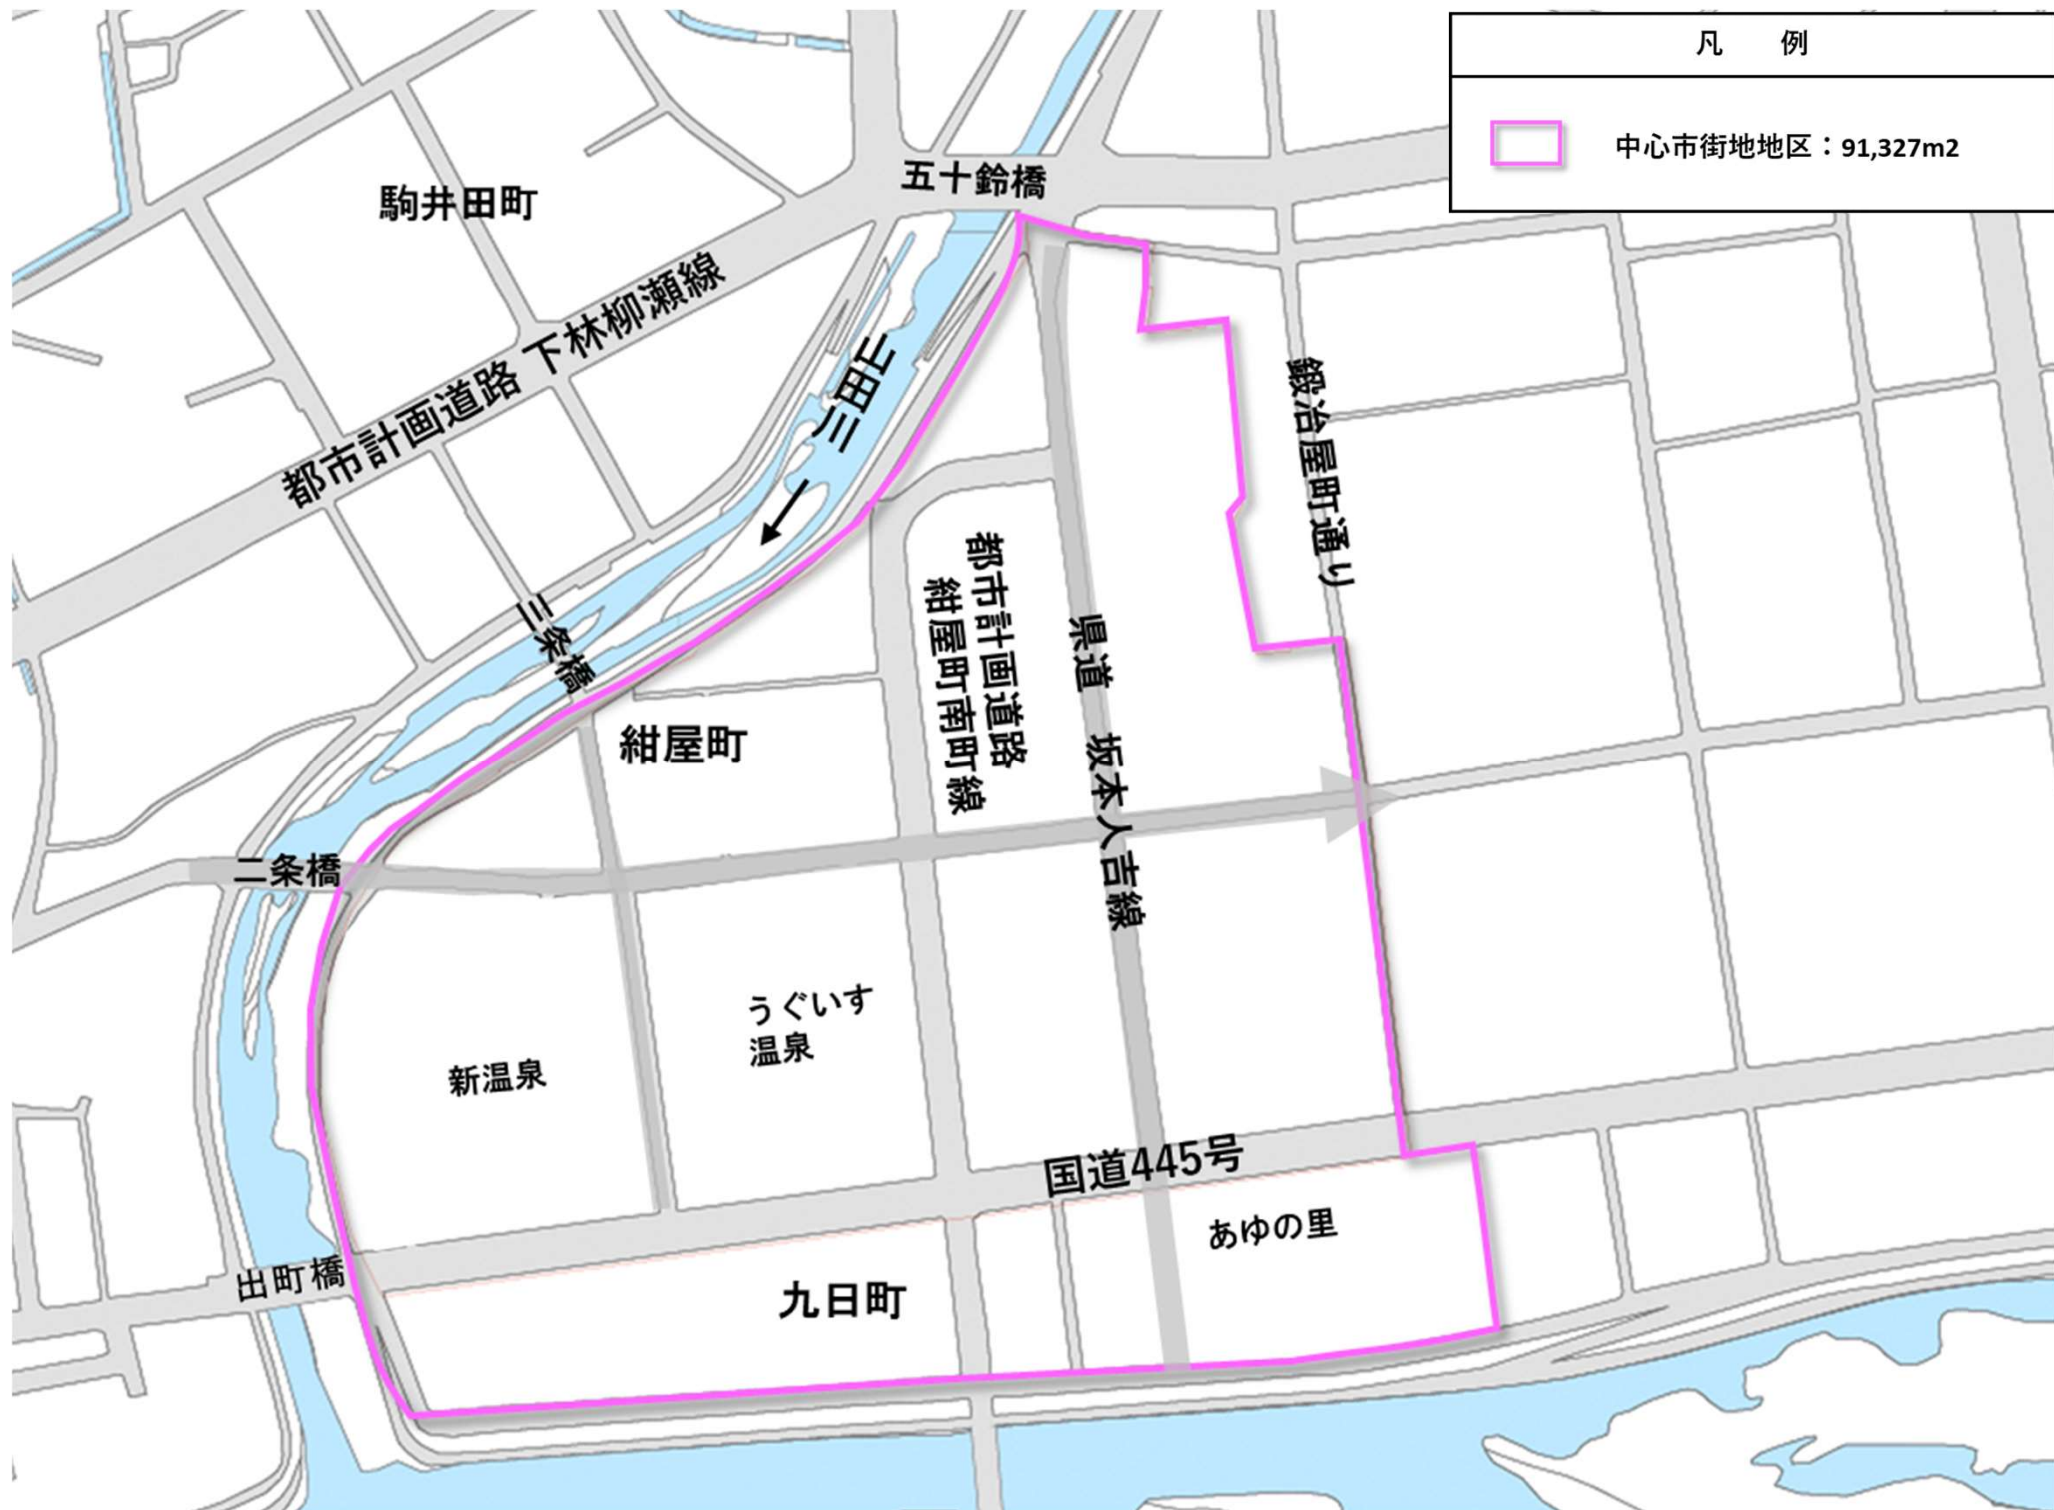 凡　例
中心市街地地区：91,327m2
五十鈴橋
駒井田町
都市計画道路 下林柳瀬線
山田川
鍛冶屋町通り
三条橋
都市計画道路
紺屋町南町線
県道 坂本人吉線
紺屋町
二条橋
うぐいす
温泉
新温泉
国道445号
あゆの里
出町橋
九日町